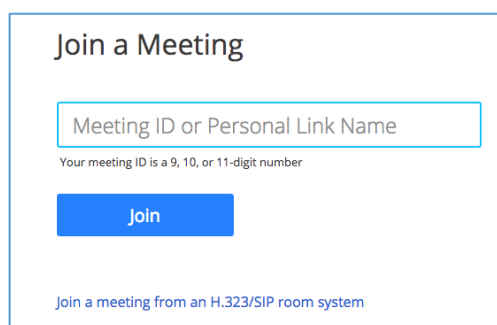 Join a Meeting
Meeting ID or Personal Link Name
Your meeting ID is a 9, 10, or 11-digit number
Join
Join a meeting from an H.323/SIP room system